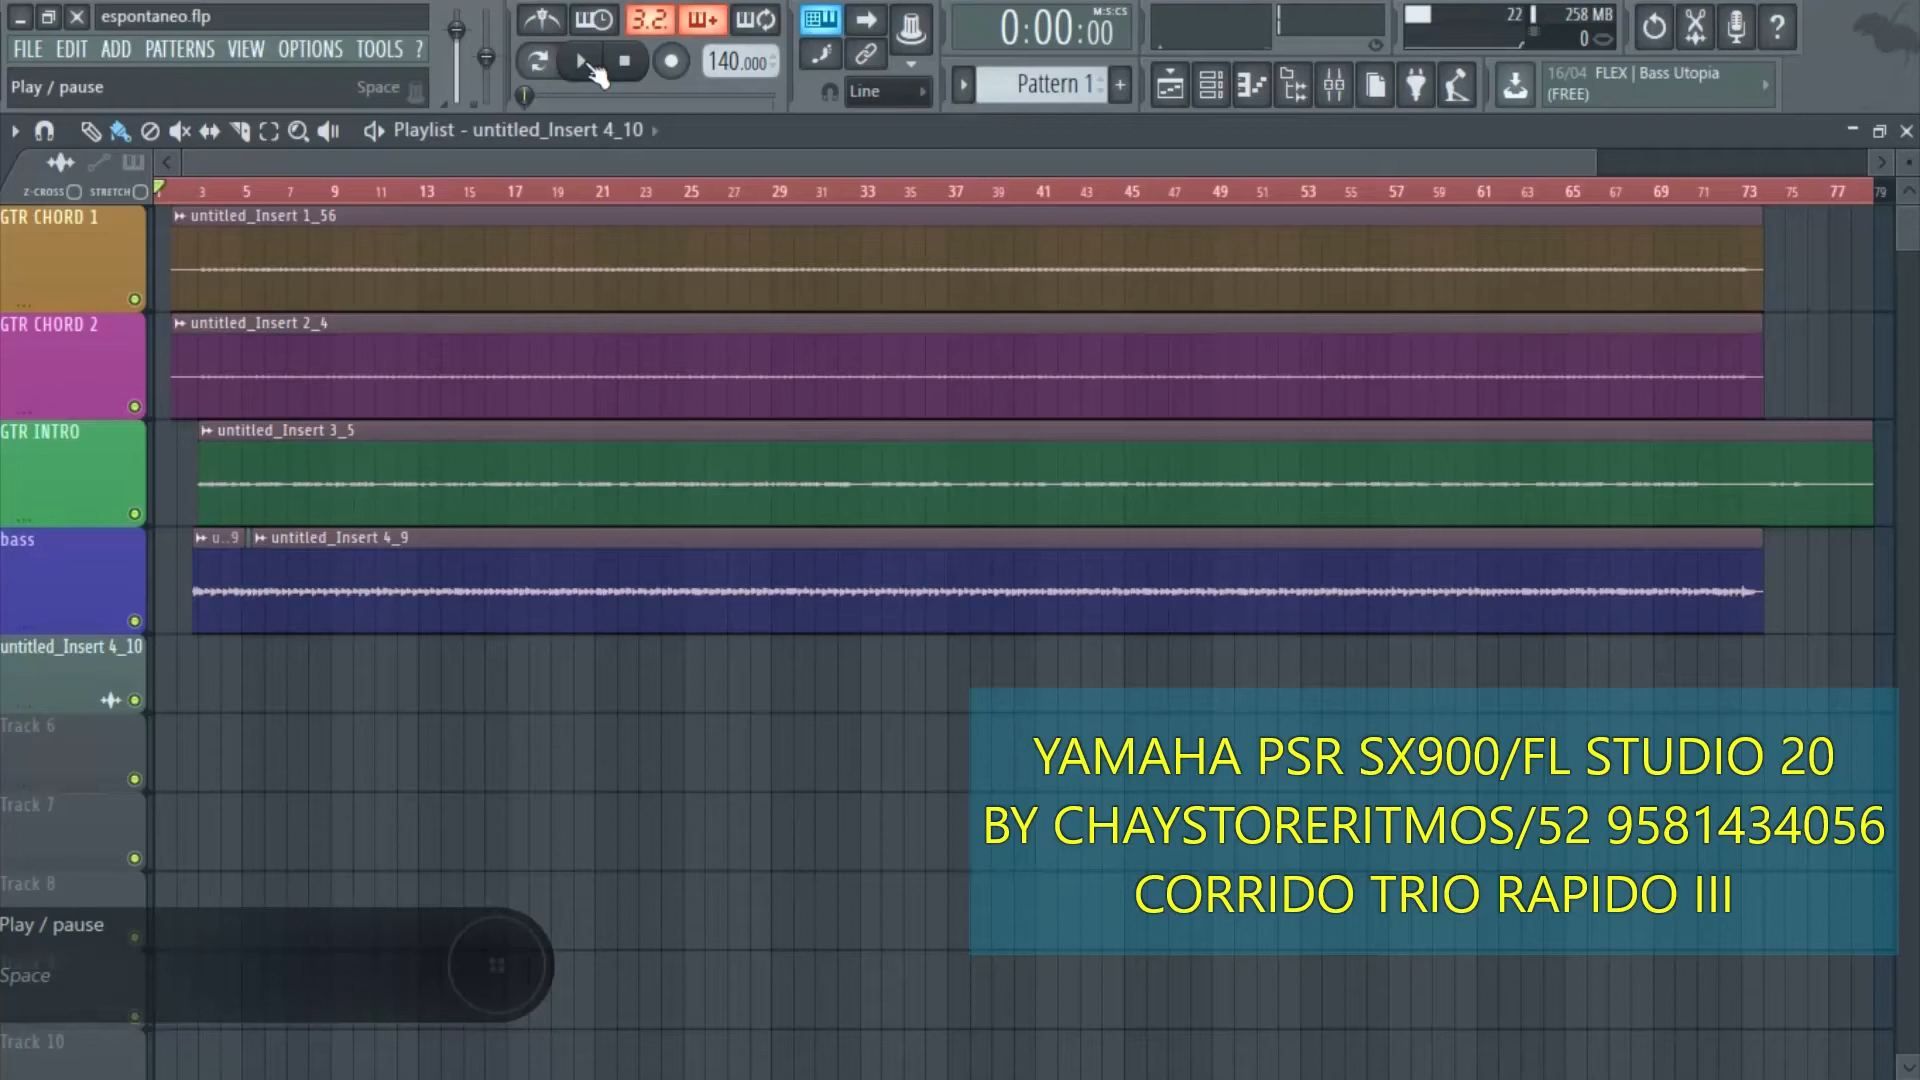 espontaneo.flp
FILE EDIT ADD PATTERNS VIEW OPTIONS TOOLS ?
Play / pause Space
3.2.
140.000
Line
0:00:00 M:S:CS
Pattern 1 +
22 258 MB
0
16/04 FLEX | Bass Utopia
(FREE)
Playlist - untitled_Insert 4_10
Z-CROSS STRETCH
3 5 7 9 11 13 15 17 19 21 23 25 27 29 31 33 35 37 39 41 43 45 47 49 51 53 55 57 59 61 63 65 67 69 71 73 75 77 79
GTR CHORD 1
untitled_Insert 1_56
GTR CHORD 2
untitled_Insert 2_4
GTR INTRO
untitled_Insert 3_5
bass
u..9 untitled_Insert 4_9
untitled_Insert 4_10
Track 6
Track 7
Track 8
Play / pause
Space
Track 10
YAMAHA PSR SX900/FL STUDIO 20
BY CHAYSTORERITMOS/52 9581434056
CORRIDO TRIO RAPIDO III